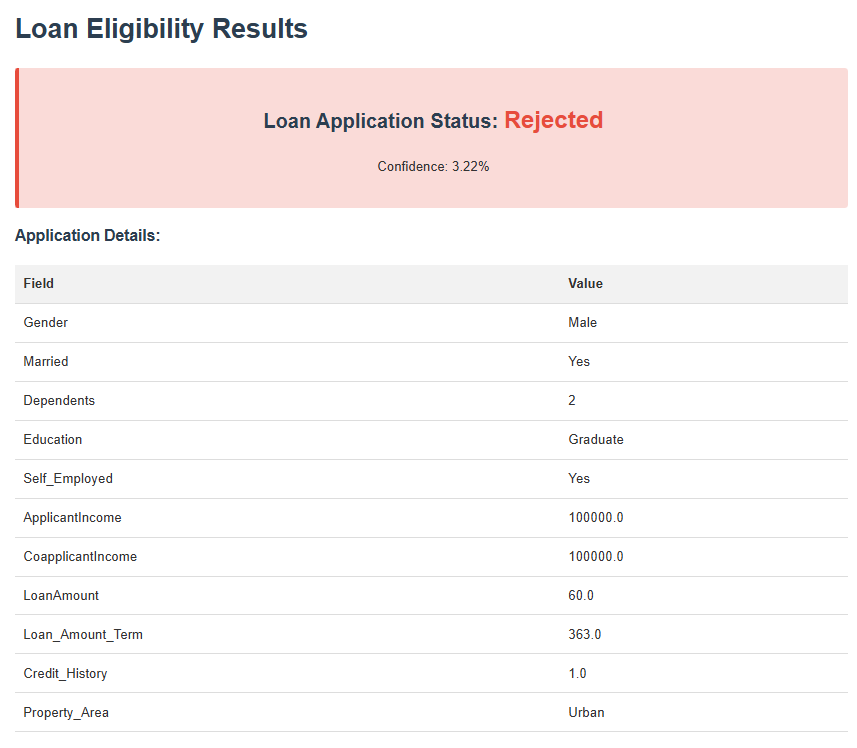 Loan Eligibility Results
Loan Application Status: Rejected
Confidence: 3.22%
Application Details:
Field Value
Gender Male
Married Yes
Dependents 2
Education Graduate
Self_Employed Yes
ApplicantIncome 100000.0
CoapplicantIncome 100000.0
LoanAmount 60.0
Loan_Amount_Term 363.0
Credit_History 1.0
Property_Area Urban